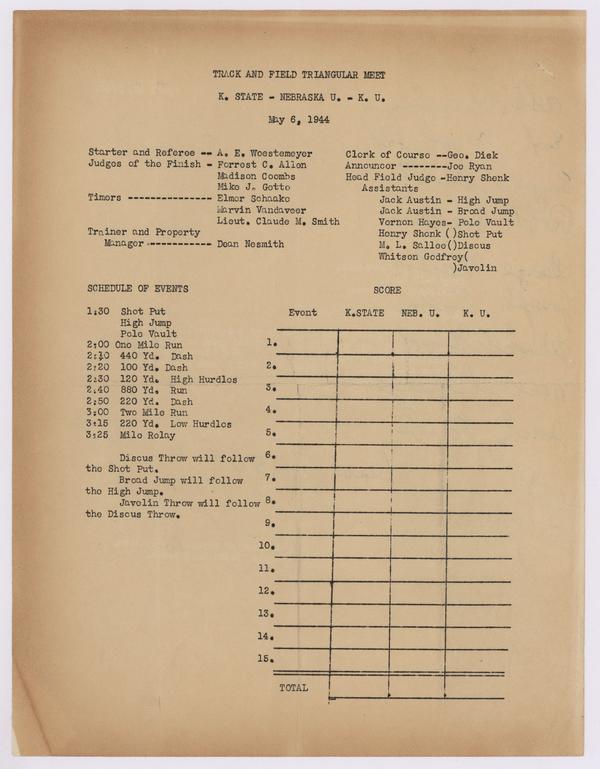 TRACK AND FIELD TRIANGULAR MEET
K. STATE - NEBRASKA U. - K. U.
May 6, 1944
Starter and Referee -- A. E. Woestemeyer
Judges of the Finish - Forrest C. Allen
Madison Coombs
Mike J. Getto
Timers --------------- Elmer Schaake
Marvin Vandaveer
Lieut. Claude M. Smith
Trainer and Property
Manager ----------- Dean Nesmith
Clerk of Course --Geo. Dick
Announcer --------Joe Ryan
Head Field Judge -Henry Shenk
Assistants
Jack Austin - High Jump
Jack Austin - Broad Jump
Vernon Hayes- Pole Vault
Henry Shenk ()Shot Put
M. L. Sallee()Discus
Whitson Godfrey(
)Javelin
SCHEDULE OF EVENTS
1:30 Shot Put
High Jump
Pole Vault
2:00 One Mile Run
2:10 440 Yd. Dash
2:20 100 Yd. Dash
2:30 120 Yd. High Hurdles
2:40 880 Yd. Run
2:50 220 Yd. Dash
3:00 Two Mile Run
3:15 220 Yd. Low Hurdles
3:25 Mile Relay
Discus Throw will follow
the Shot Put.
Broad Jump will follow
the High Jump.
Javelin Throw will follow
the Discus Throw.
SCORE
Event K.STATE NEB. U. K. U.
1.
2.
3.
4.
5.
6.
7.
8.
9.
10.
11.
12.
13.
14.
15.
TOTAL